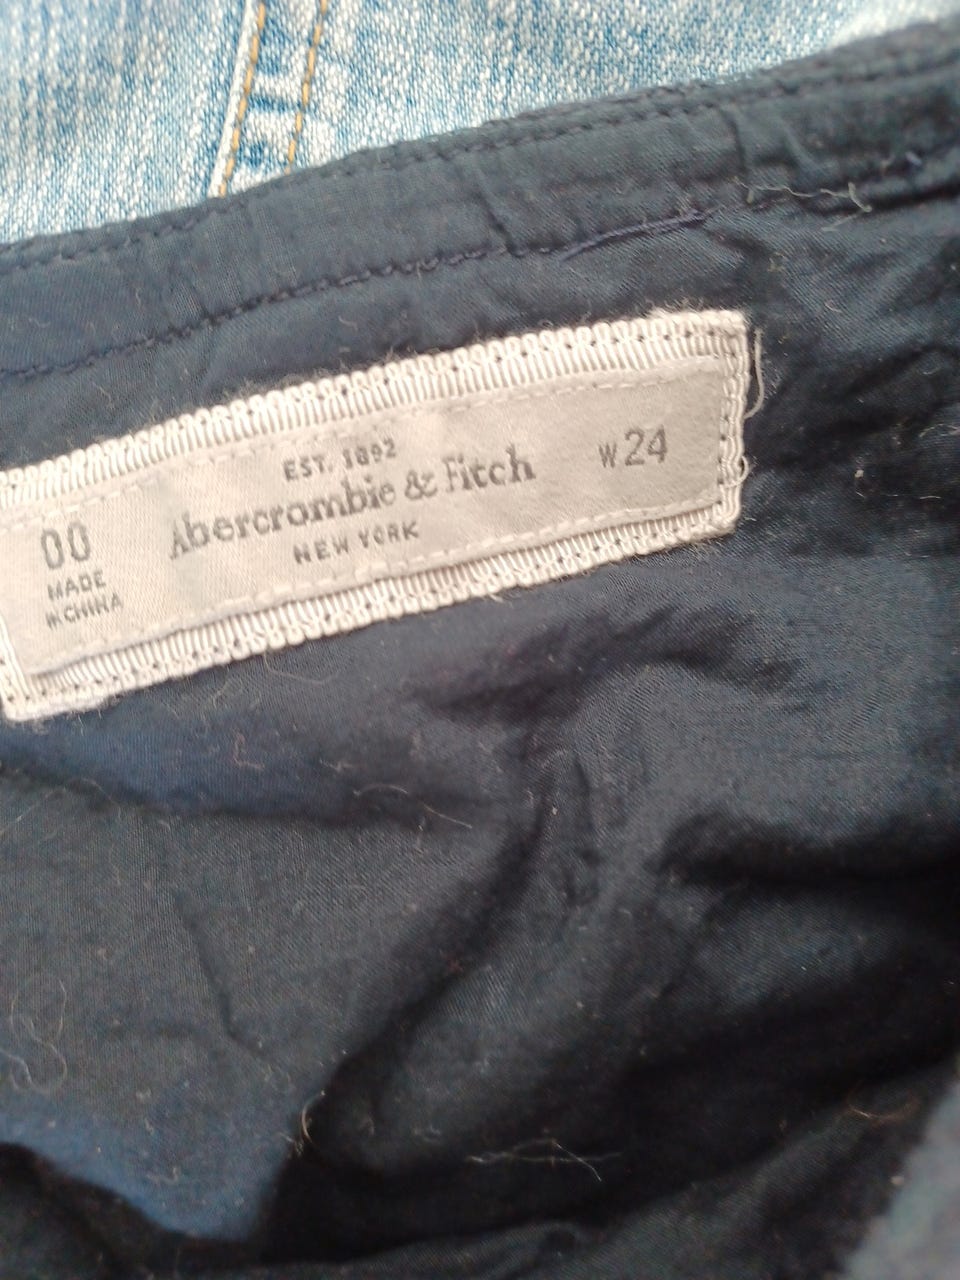 EST. 1892
Abercrombie & Fitch
NEW YORK
W24
00
MADE
IN CHINA